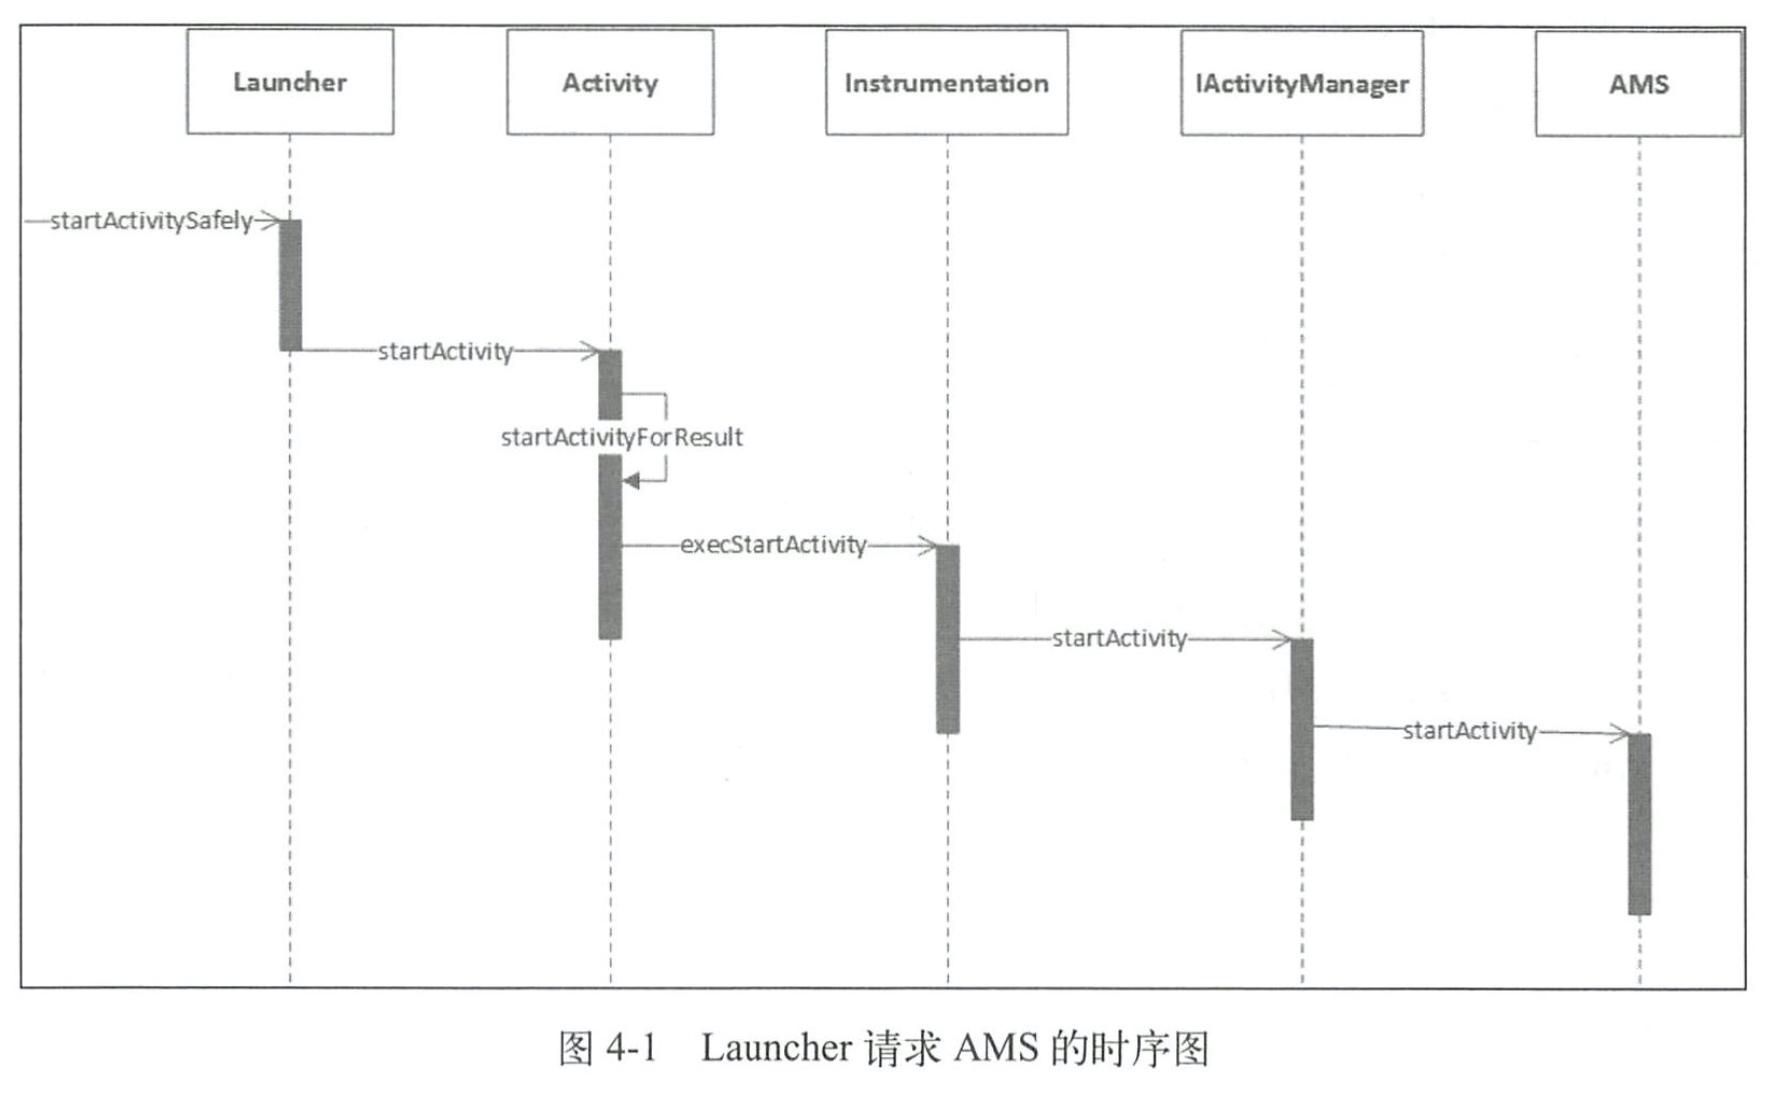 Launcher
Activity
Instrumentation
IActivityManager
AMS
startActivitySafely
startActivity
startActivityForResult
execStartActivity
startActivity
startActivity
图 4-1 Launcher 请求 AMS 的时序图